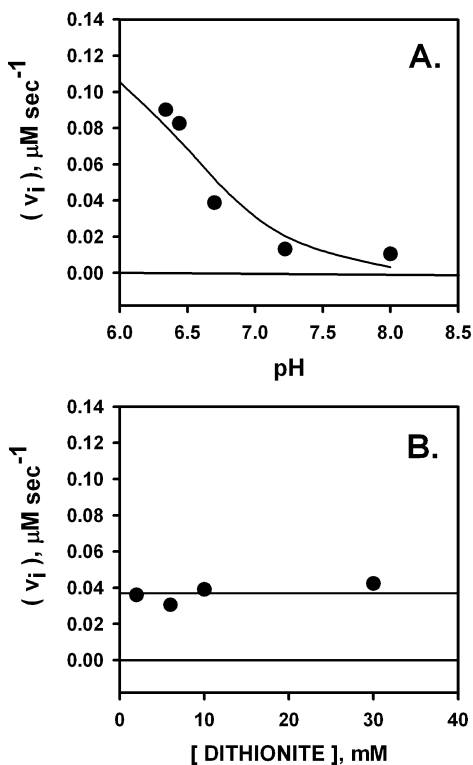 A.
( vi ), µM sec-1
0.14
0.12
0.10
0.08
0.06
0.04
0.02
0.00
6.0 6.5 7.0 7.5 8.0 8.5
pH
B.
( vi ), µM sec-1
0.14
0.12
0.10
0.08
0.06
0.04
0.02
0.00
0 10 20 30 40
[ DITHIONITE ], mM